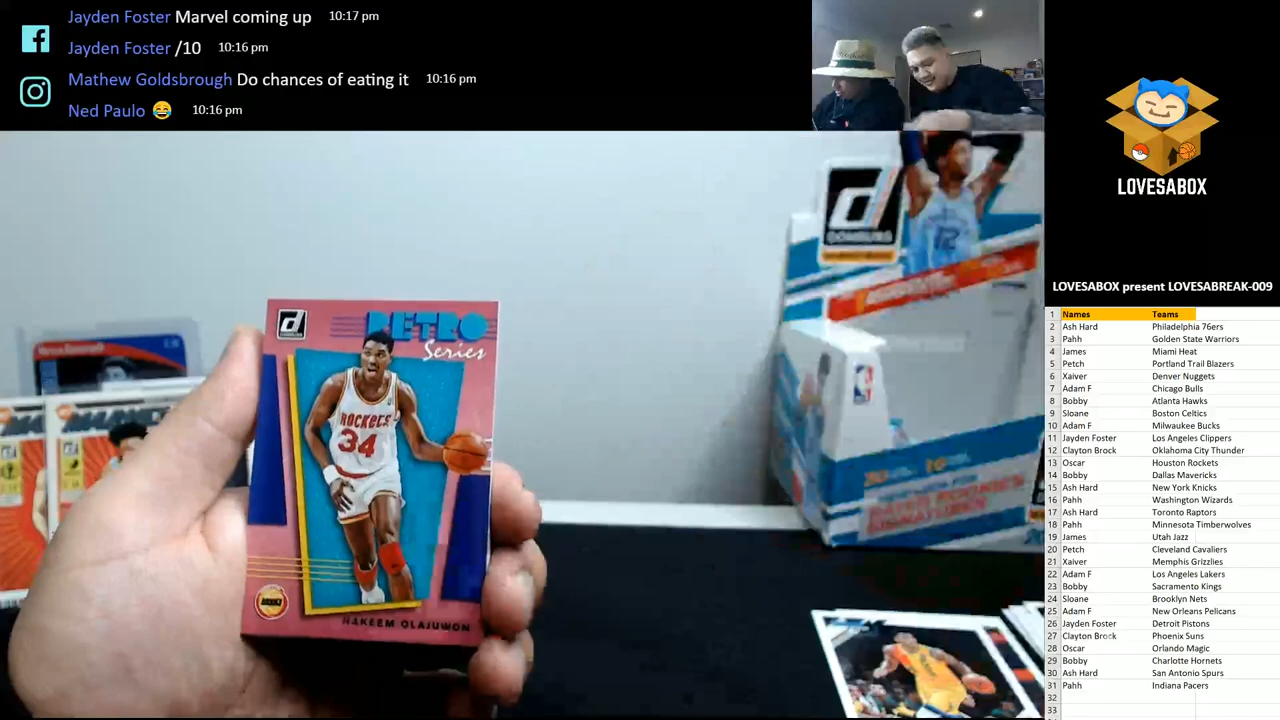 Jayden Foster Marvel coming up 10:17 pm
Jayden Foster /10 10:16 pm
Mathew Goldsbrough Do chances of eating it 10:16 pm
Ned Paulo 😂 10:16 pm
LOVESABOX
LOVESABOX present LOVESABREAK-009
1 Names Teams
2 Ash Hard Philadelphia 76ers
3 Pahh Golden State Warriors
4 James Miami Heat
5 Petch Portland Trail Blazers
6 Xaiver Denver Nuggets
7 Adam F Chicago Bulls
8 Bobby Atlanta Hawks
9 Sloane Boston Celtics
10 Adam F Milwaukee Bucks
11 Jayden Foster Los Angeles Clippers
12 Clayton Brock Oklahoma City Thunder
13 Oscar Houston Rockets
14 Bobby Dallas Mavericks
15 Ash Hard New York Knicks
16 Pahh Washington Wizards
17 Ash Hard Toronto Raptors
18 Pahh Minnesota Timberwolves
19 James Utah Jazz
20 Petch Cleveland Cavaliers
21 Xaiver Memphis Grizzlies
22 Adam F Los Angeles Lakers
23 Bobby Sacramento Kings
24 Sloane Brooklyn Nets
25 Adam F New Orleans Pelicans
26 Jayden Foster Detroit Pistons
27 Clayton Brock Phoenix Suns
28 Oscar Orlando Magic
29 Bobby Charlotte Hornets
30 Ash Hard San Antonio Spurs
31 Pahh Indiana Pacers
32
33
RETRO
Series
ROCKETS
34
HAKEEM OLAJUWON
DONRUSS
12